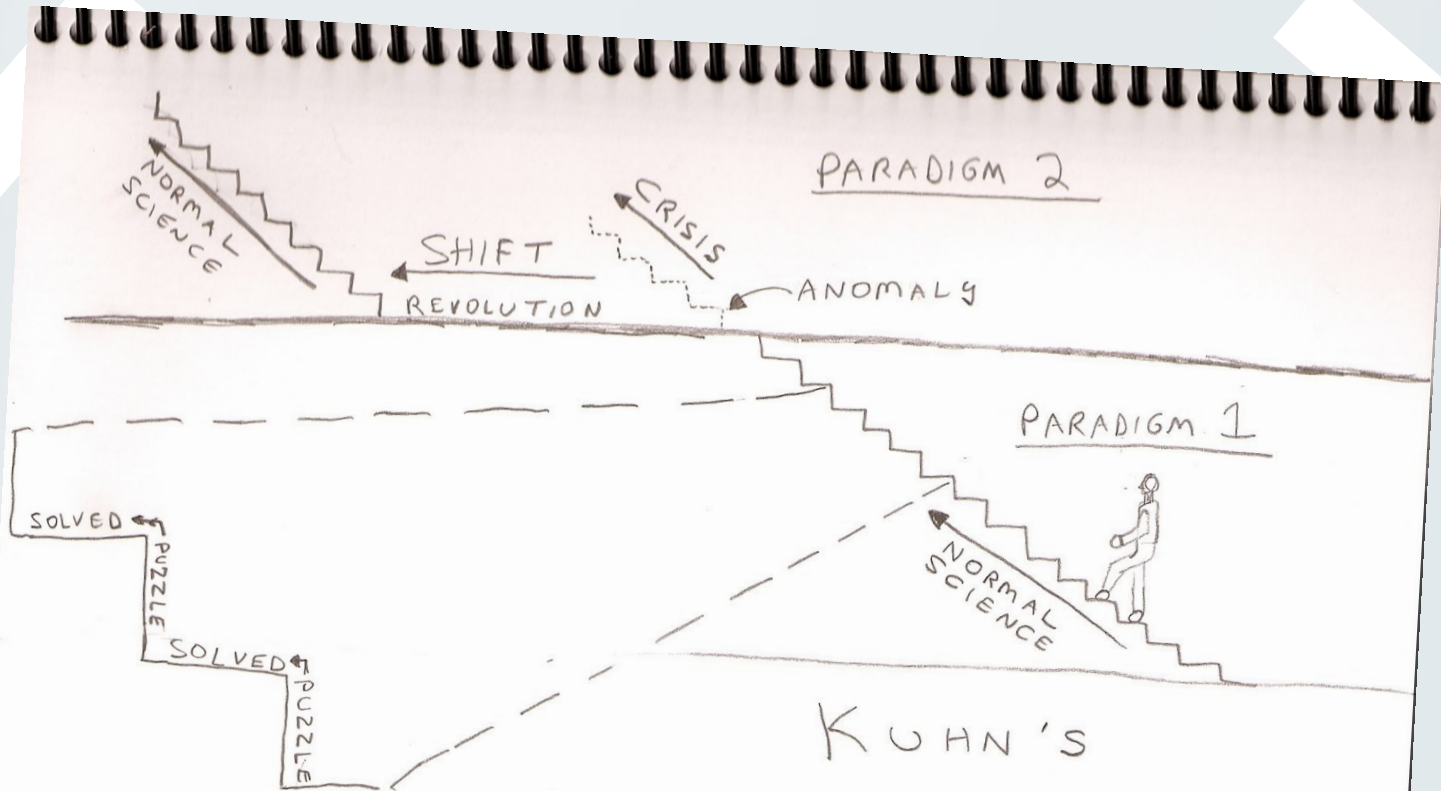 PARADIGM 2
NORMAL
SCIENCE
CRISIS
SHIFT
REVOLUTION
ANOMALY
PARADIGM 1
SOLVED
PUZZLE
SOLVED
PUZZLE
NORMAL
SCIENCE
KUHN'S